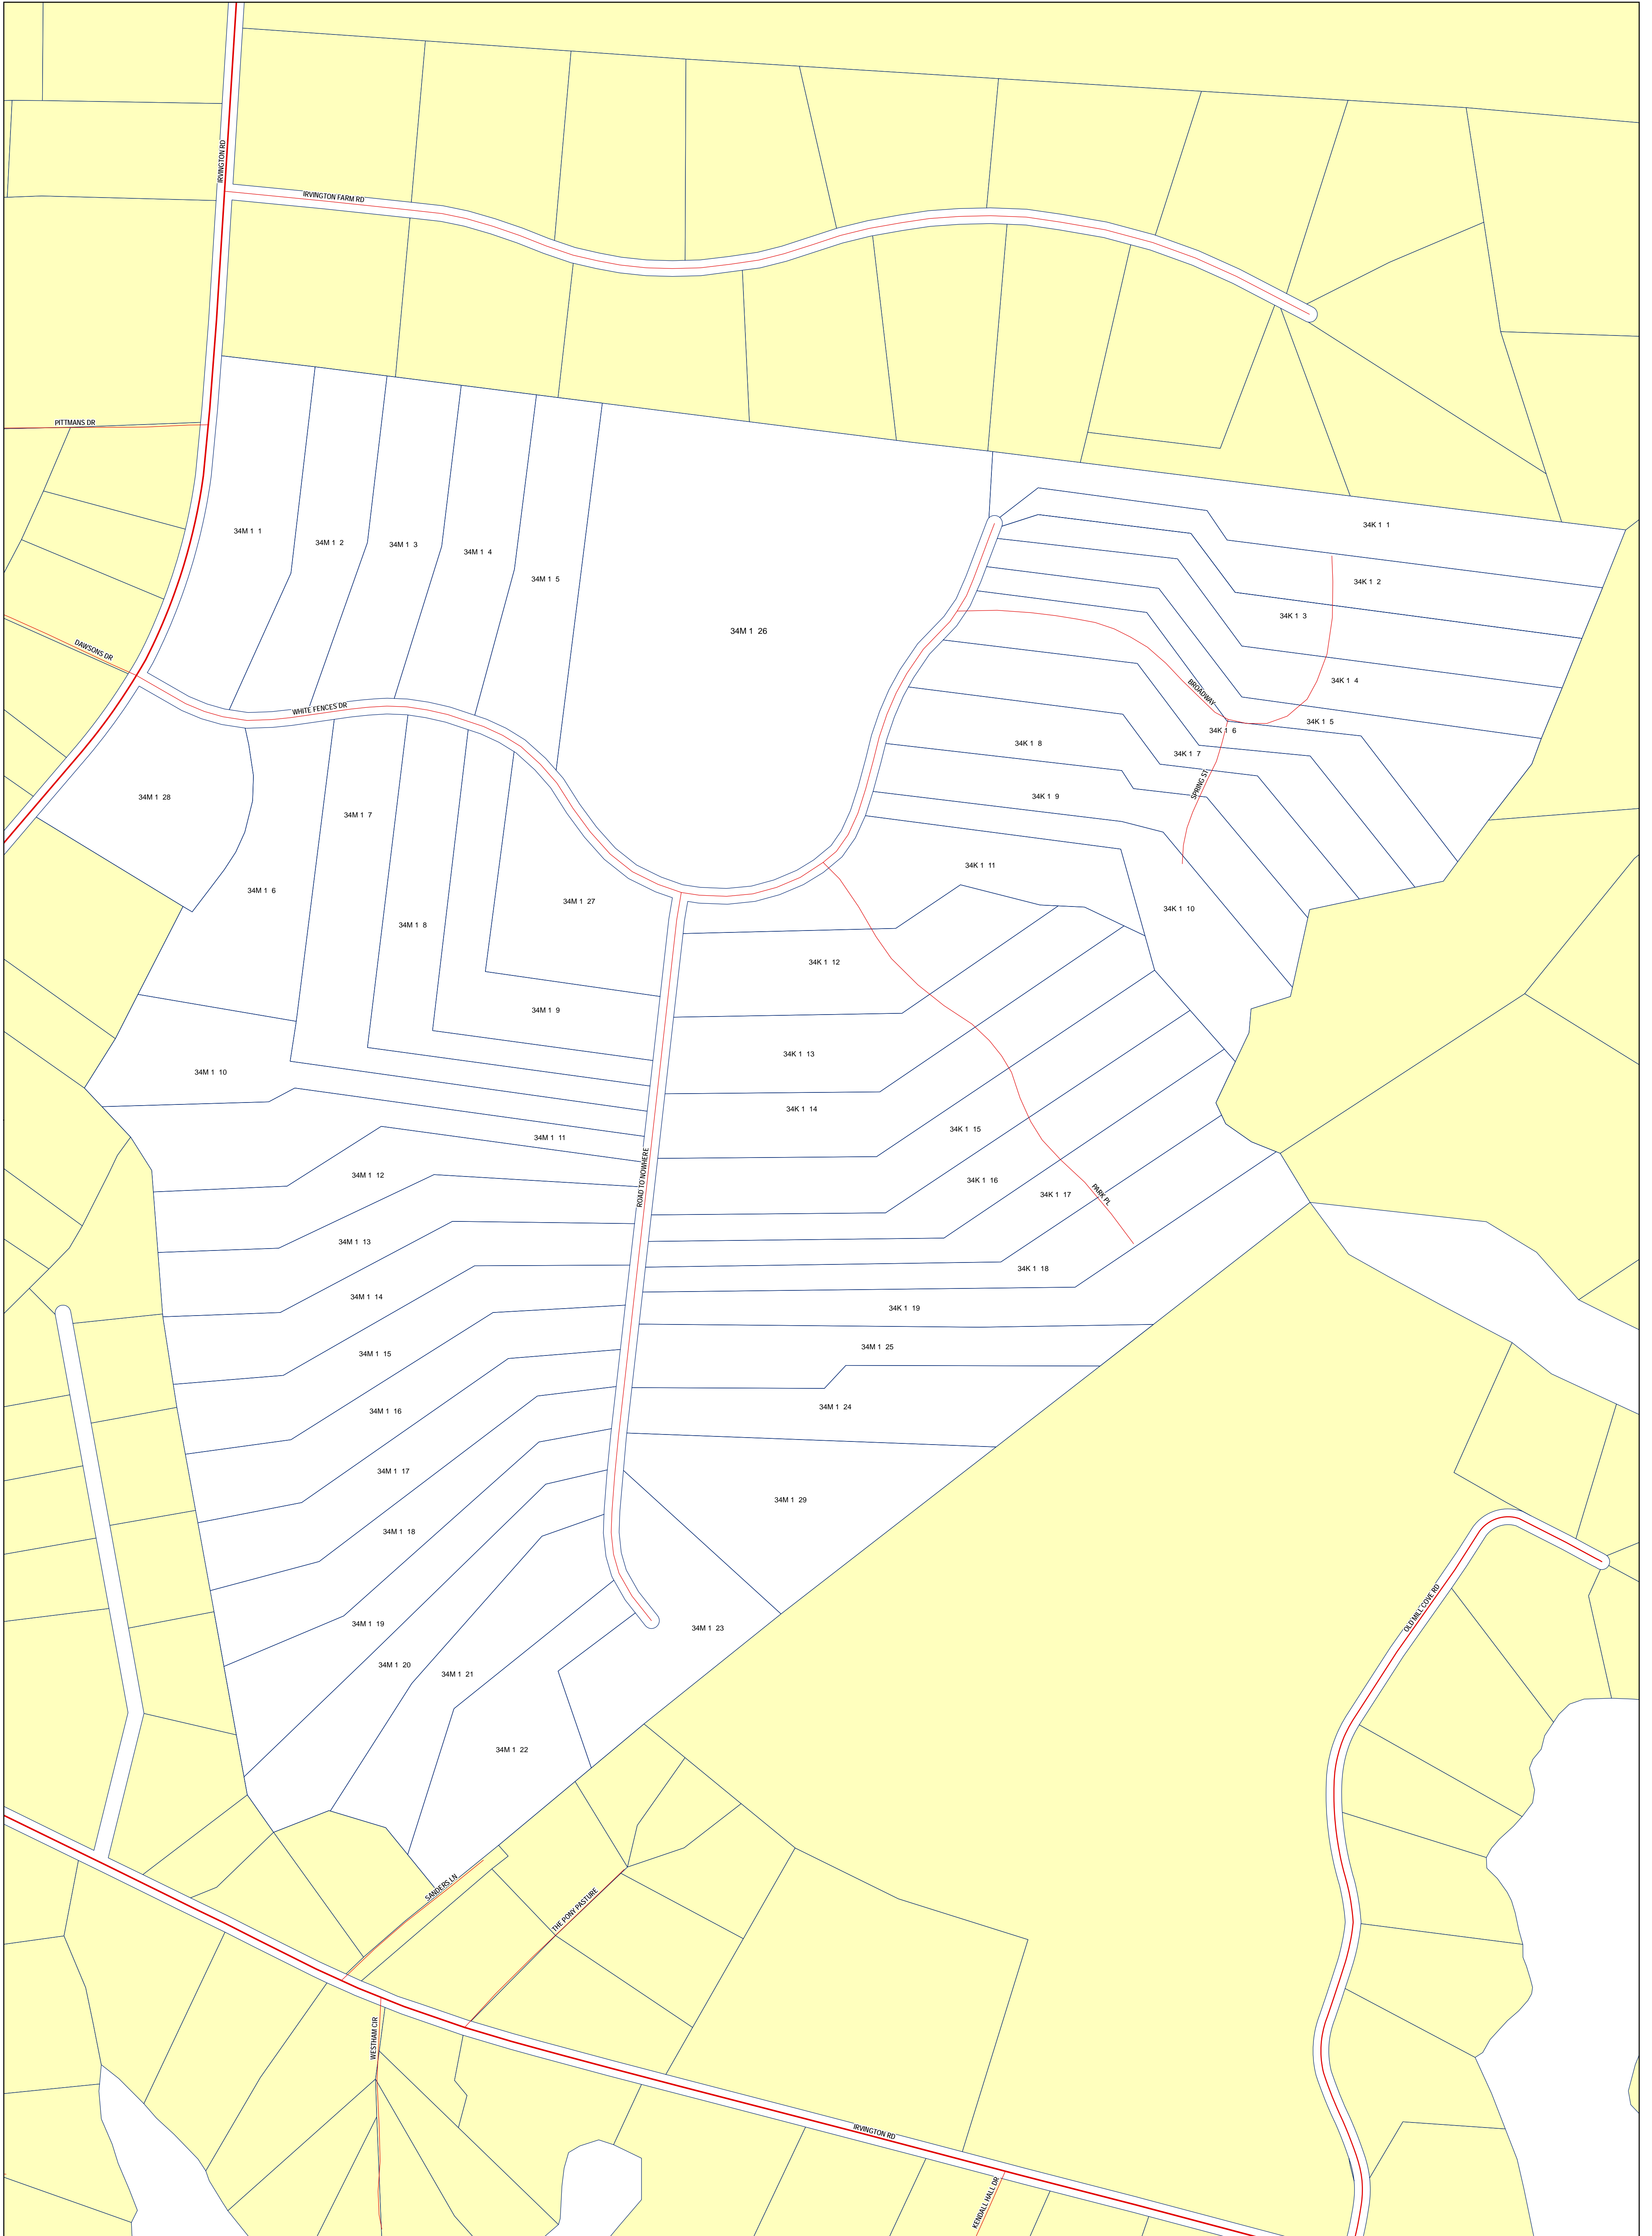 IRVINGTON RD
IRVINGTON FARM RD
PITTMANS DR
34M 1 1
34M 1 2
34M 1 3
34M 1 4
34M 1 5
34M 1 26
34K 1 1
34K 1 2
34K 1 3
34K 1 4
34K 1 5
34K 1 6
34K 1 7
34K 1 8
34K 1 9
BROADWAY
SPRING ST
DAWSONS DR
WHITE FENCES DR
34M 1 28
34M 1 7
34M 1 6
34M 1 8
34M 1 27
34M 1 9
34K 1 11
34K 1 10
34K 1 12
34K 1 13
34K 1 14
34K 1 15
34K 1 16
34K 1 17
PARK PL
34K 1 18
34K 1 19
34M 1 10
34M 1 11
34M 1 12
ROAD TO NOWHERE
34M 1 13
34M 1 14
34M 1 15
34M 1 16
34M 1 17
34M 1 18
34M 1 19
34M 1 20
34M 1 21
34M 1 22
34M 1 25
34M 1 24
34M 1 29
34M 1 23
OLD MILL COVE RD
SANDERS LN
THE PONY PASTURE
WESTHAM CIR
IRVINGTON RD
KENDALL HALL DR